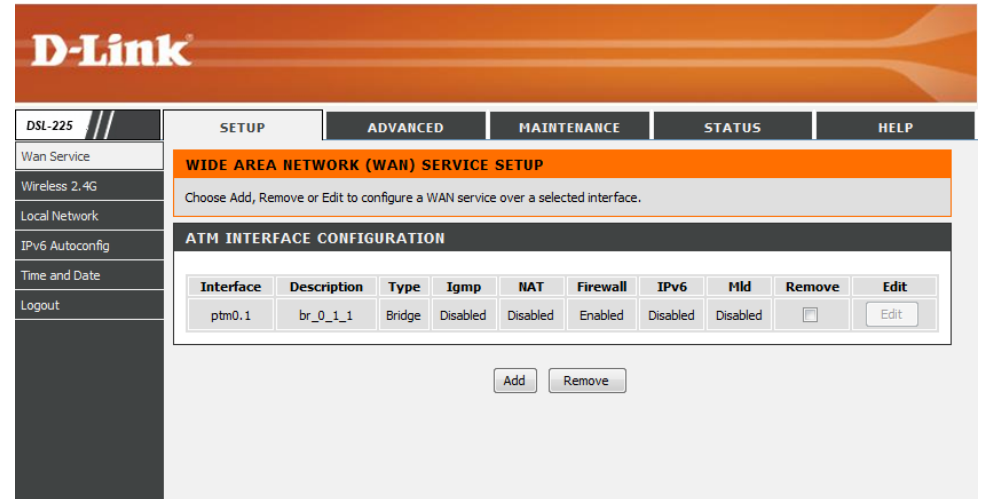 D-Link
DSL-225
SETUP ADVANCED MAINTENANCE STATUS HELP
Wan Service
Wireless 2.4G
Local Network
IPv6 Autoconfig
Time and Date
Logout
WIDE AREA NETWORK (WAN) SERVICE SETUP
Choose Add, Remove or Edit to configure a WAN service over a selected interface.
ATM INTERFACE CONFIGURATION
Interface Description Type Igmp NAT Firewall IPv6 Mld Remove Edit
ptm0.1 br_0_1_1 Bridge Disabled Disabled Enabled Disabled Disabled Edit
Add Remove